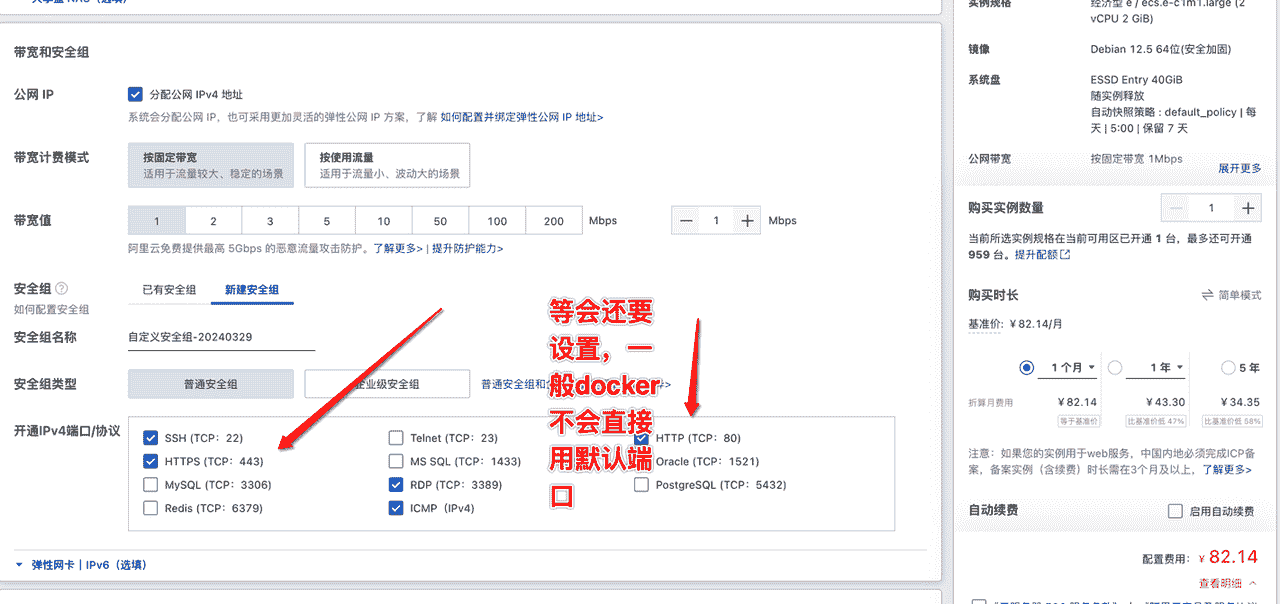 带宽和安全组
公网 IP
分配公网 IPv4 地址
系统会分配公网 IP，也可采用更加灵活的弹性公网 IP 方案，了解 如何配置并绑定弹性公网 IP 地址>
带宽计费模式
按固定带宽
适用于流量较大、稳定的场景
按使用流量
适用于流量小、波动大的场景
带宽值
1 2 3 5 10 50 100 200 Mbps
1 Mbps
阿里云免费提供最高 5Gbps 的恶意流量攻击防护。了解更多> | 提升防护能力>
安全组
已有安全组
新建安全组
如何配置安全组
安全组名称
自定义安全组-20240329
安全组类型
普通安全组
企业级安全组
普通安全组和
开通IPv4端口/协议
SSH (TCP：22)
Telnet (TCP：23)
HTTP (TCP：80)
HTTPS (TCP：443)
MS SQL (TCP：1433)
Oracle (TCP：1521)
MySQL (TCP：3306)
RDP (TCP：3389)
PostgreSQL (TCP：5432)
Redis (TCP：6379)
ICMP（IPv4）
等会还要
设置，一
般docker
不会直接
用默认端
口
弹性网卡 | IPv6（选填）
实例规格
经济型 e / ecs.e-c1m1.large (2
vCPU 2 GiB)
镜像
Debian 12.5 64位(安全加固)
系统盘
ESSD Entry 40GiB
随实例释放
自动快照策略 : default_policy | 每
天 | 5:00 | 保留 7 天
公网带宽
按固定带宽 1Mbps
展开更多
购买实例数量
1
当前所选实例规格在当前可用区已开通 1 台，最多还可开通
959 台。提升配额
购买时长
简单模式
基准价: ¥ 82.14/月
1 个月
1 年
5 年
折算月费用
¥ 82.14
¥ 43.30
¥ 34.35
等于基准价
比基准价低 47%
比基准价低 58%
注意：如果您的实例用于web服务，中国内地必须完成ICP备
案，备案实例（含续费）时长需在3个月及以上，了解更多>
自动续费
启用自动续费
配置费用: ¥ 82.14
查看明细